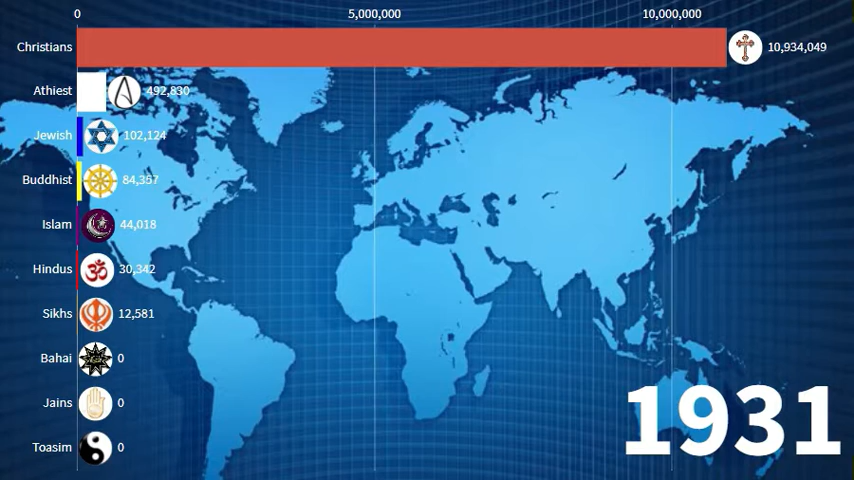 0 5,000,000 10,000,000
Christians 10,934,049
Athiest 492,830
Jewish 102,124
Buddhist 84,357
Islam 44,018
Hindus 30,342
Sikhs 12,581
Bahai 0
Jains 0
Toasim 0
1931